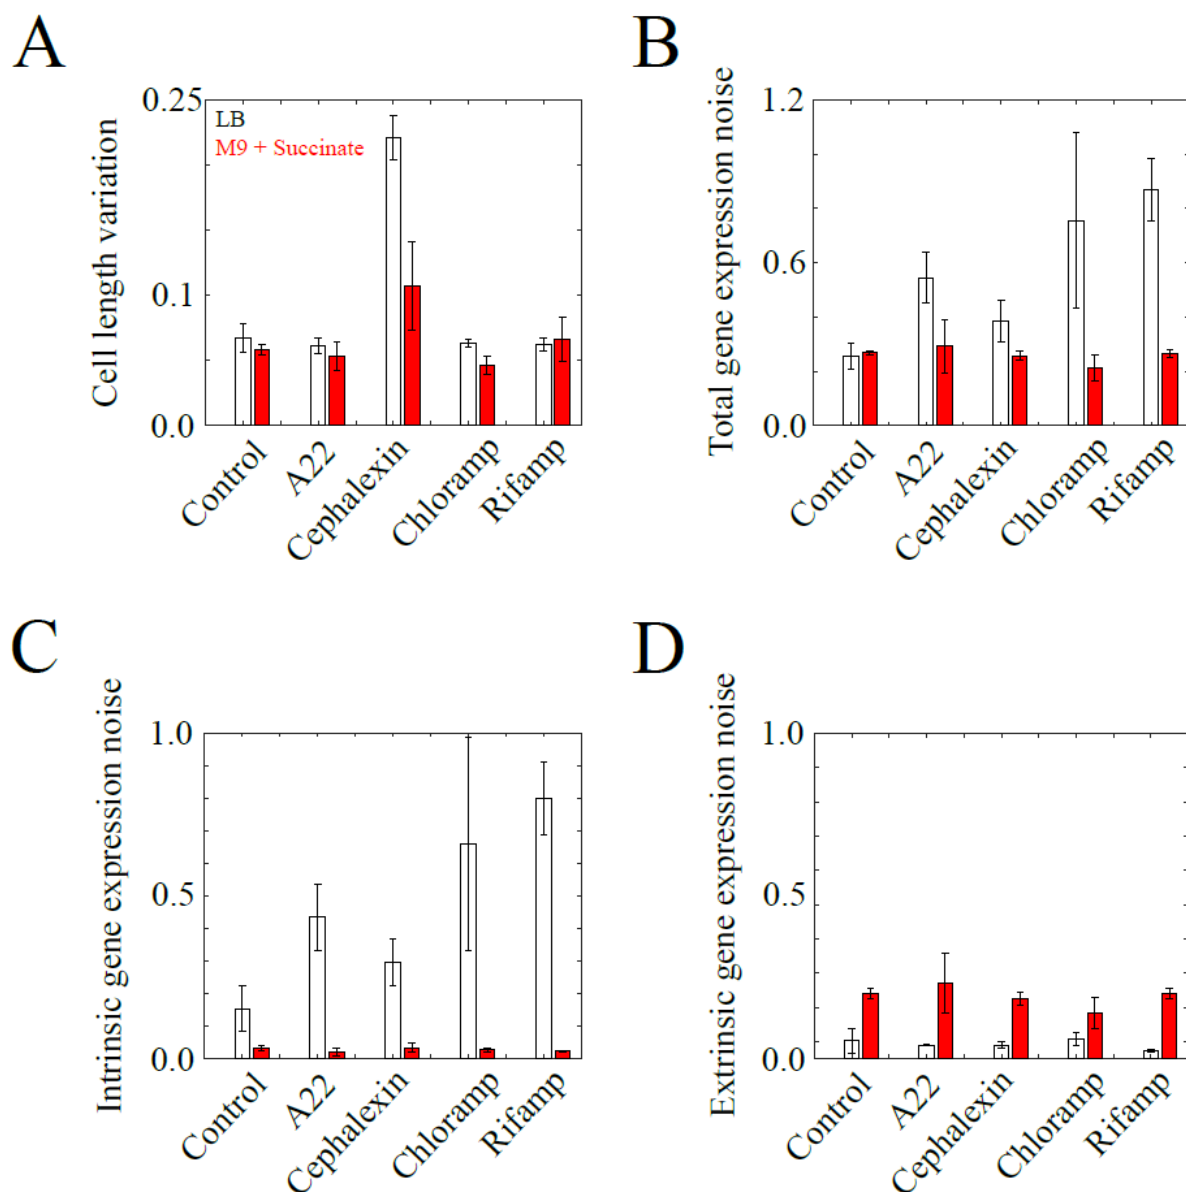 A
Cell length variation
0.25
0.1
0.0
LB
M9 + Succinate
Control
A22
Cephalexin
Chloramp
Rifamp
B
Total gene expression noise
1.2
0.6
0.0
Control
A22
Cephalexin
Chloramp
Rifamp
C
Intrinsic gene expression noise
1.0
0.5
0.0
Control
A22
Cephalexin
Chloramp
Rifamp
D
Extrinsic gene expression noise
1.0
0.5
0.0
Control
A22
Cephalexin
Chloramp
Rifamp